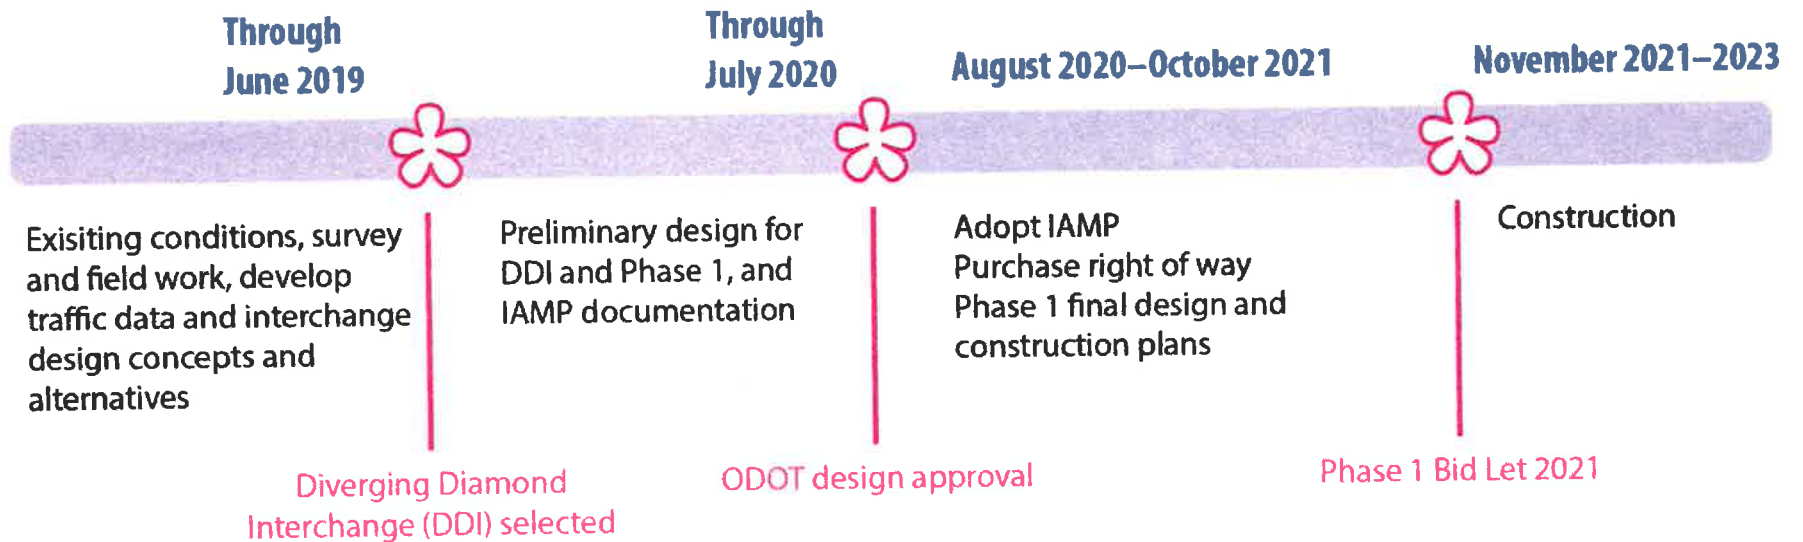 Through
June 2019
Through
July 2020
August 2020–October 2021
November 2021–2023
Exisiting conditions, survey
and field work, develop
traffic data and interchange
design concepts and
alternatives
Preliminary design for
DDI and Phase 1, and
IAMP documentation
Adopt IAMP
Purchase right of way
Phase 1 final design and
construction plans
Construction
Diverging Diamond
Interchange (DDI) selected
ODOT design approval
Phase 1 Bid Let 2021